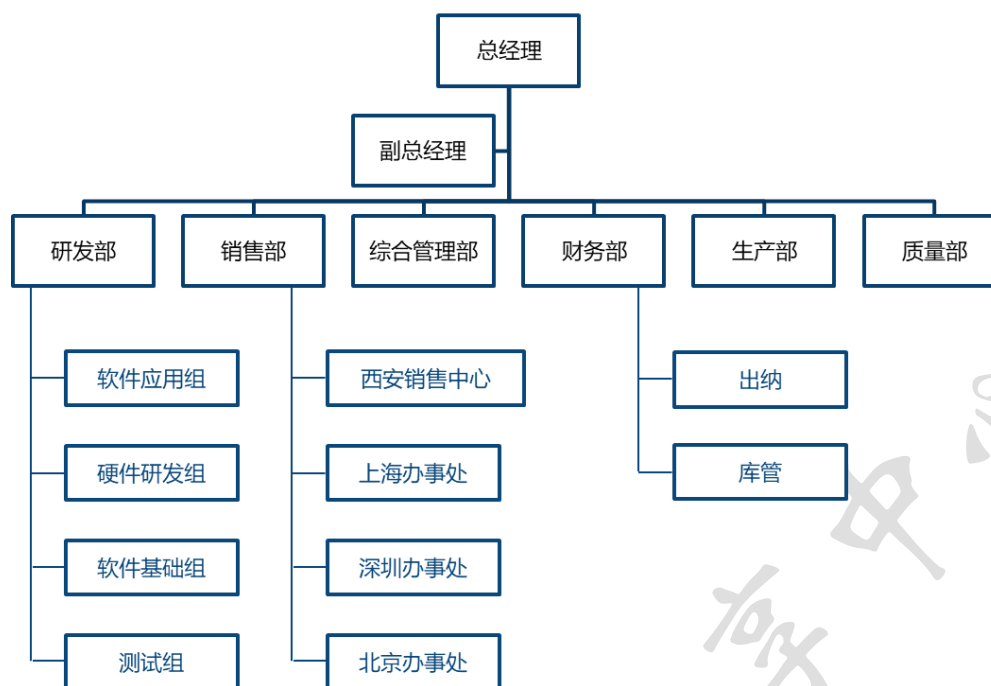 总经理
副总经理
研发部
销售部
综合管理部
财务部
生产部
质量部
软件应用组
西安销售中心
出纳
硬件研发组
上海办事处
库管
软件基础组
深圳办事处
测试组
北京办事处